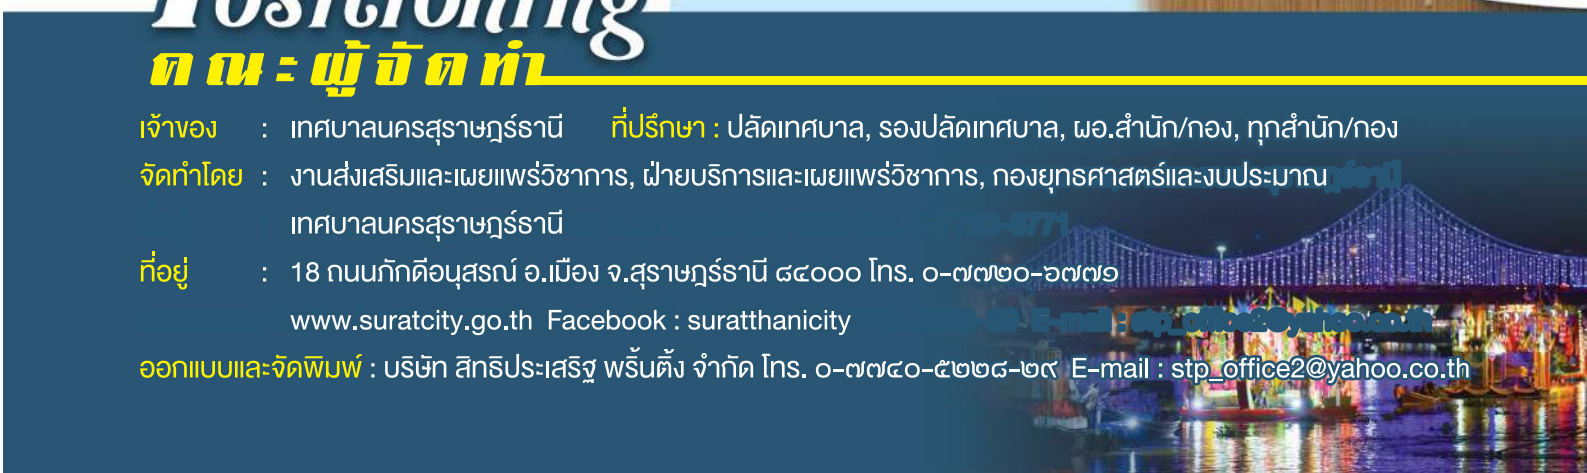 Positioning
คณะผู้จัดทำ
เจ้าของ : เทศบาลนครสุราษฎร์ธานี ที่ปรึกษา : ปลัดเทศบาล, รองปลัดเทศบาล, ผอ.สำนัก/กอง, ทุกสำนัก/กอง
จัดทำโดย : งานส่งเสริมและเผยแพร่วิชาการ, ฝ่ายบริการและเผยแพร่วิชาการ, กองยุทธศาสตร์และงบประมาณ
เทศบาลนครสุราษฎร์ธานี
ที่อยู่ : 18 ถนนภักดีอนุสรณ์ อ.เมือง จ.สุราษฎร์ธานี ๘๔๐๐๐ โทร. ๐-๗๗๒๐-๖๗๗๑
www.suratcity.go.th Facebook : suratthanicity
ออกแบบและจัดพิมพ์ : บริษัท สิทธิประเสริฐ พริ้นติ้ง จำกัด โทร. ๐-๗๗๔๐-๕๒๒๘-๒๙ E-mail : stp_office2@yahoo.co.th